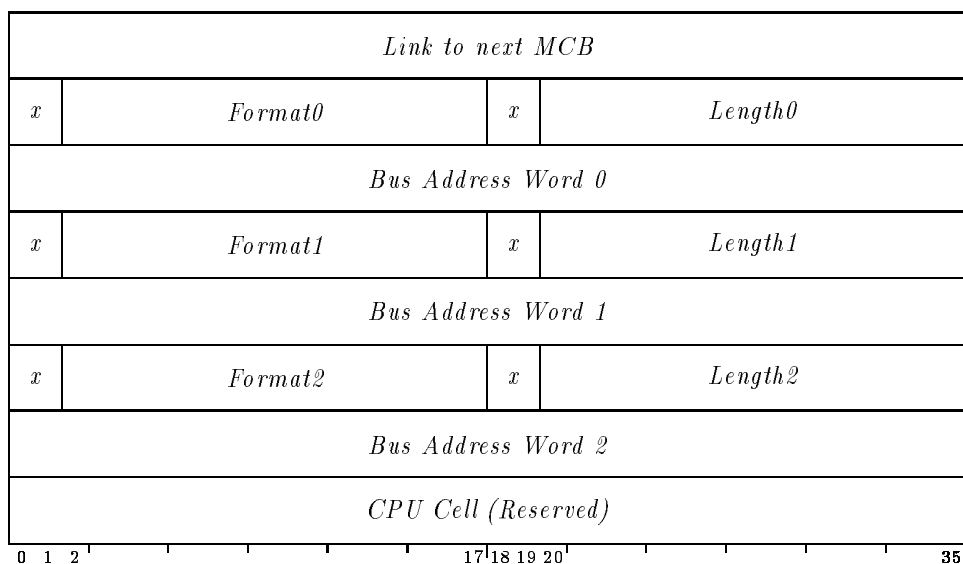 Link to next MCB
x Format0 x Length0
Bus Address Word 0
x Format1 x Length1
Bus Address Word 1
x Format2 x Length2
Bus Address Word 2
CPU Cell (Reserved)
0 1 2 17 18 19 20 35